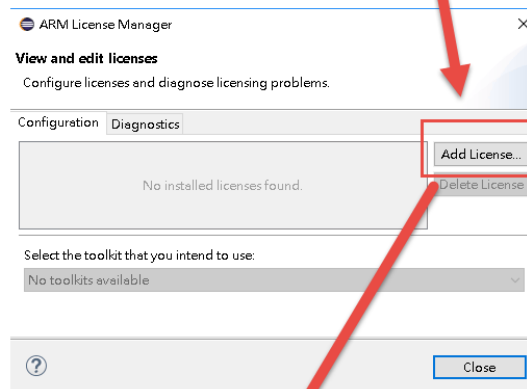 ARM License Manager
View and edit licenses
Configure licenses and diagnose licensing problems.
Configuration Diagnostics
Add License...
No installed licenses found.
Delete License
Select the toolkit that you intend to use:
No toolkits available
Close